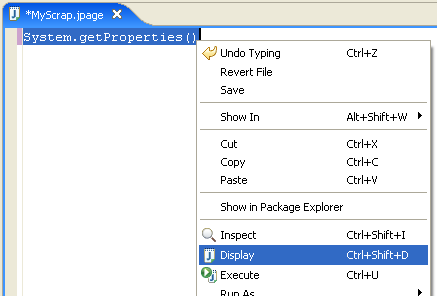 *MyScrap.jpage
System.getProperties()
Undo Typing Ctrl+Z
Revert File
Save
Show In Alt+Shift+W
Cut Ctrl+X
Copy Ctrl+C
Paste Ctrl+V
Show in Package Explorer
Inspect Ctrl+Shift+I
Display Ctrl+Shift+D
Execute Ctrl+U
Run As